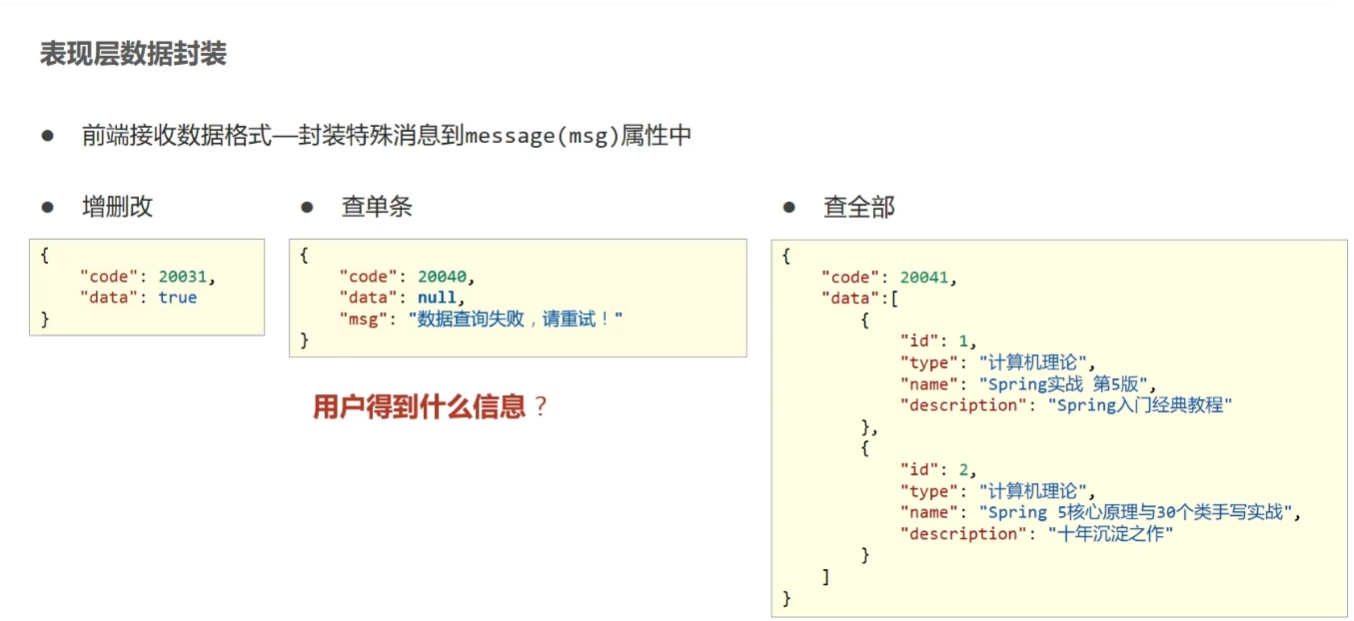 表现层数据封装
● 前端接收数据格式—封装特殊消息到message(msg)属性中
● 增删改
{
"code": 20031,
"data": true
}
● 查单条
{
"code": 20040,
"data": null,
"msg": "数据查询失败，请重试！"
}
用户得到什么信息？
● 查全部
{
"code": 20041,
"data":[
{
"id": 1,
"type": "计算机理论",
"name": "Spring实战 第5版",
"description": "Spring入门经典教程"
},
{
"id": 2,
"type": "计算机理论",
"name": "Spring 5核心原理与30个类手写实战",
"description": "十年沉淀之作"
}
]
}